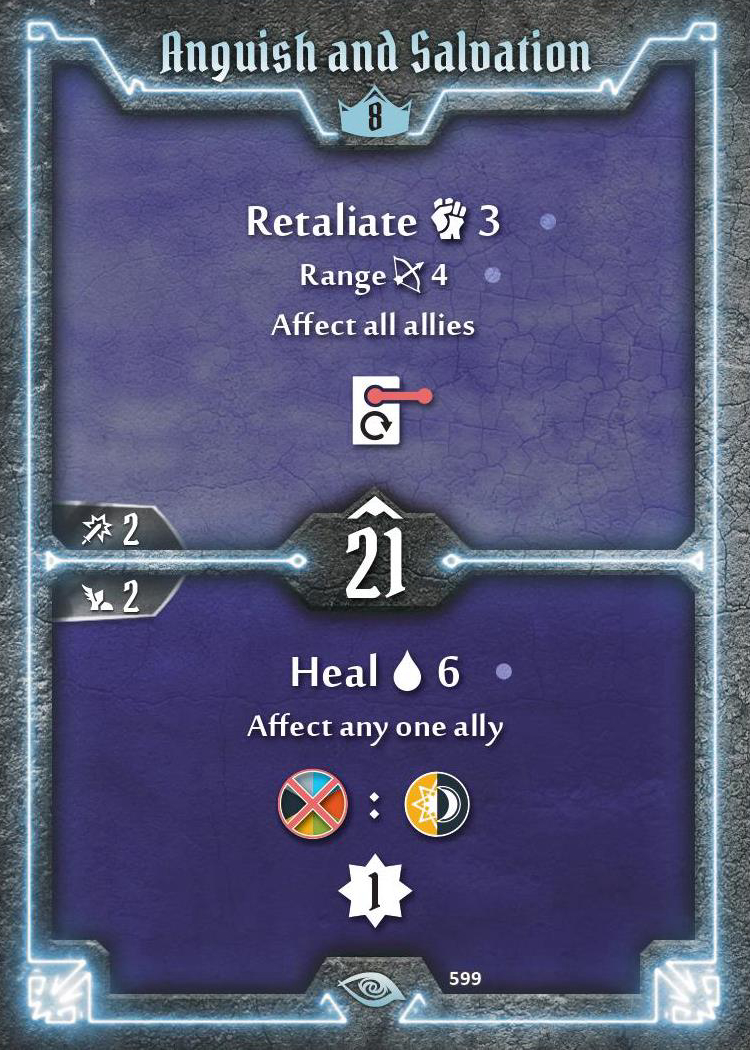 Anguish and Salvation
8
Retaliate 3
Range 4
Affect all allies
2
21
2
Heal 6
Affect any one ally
:
1
599